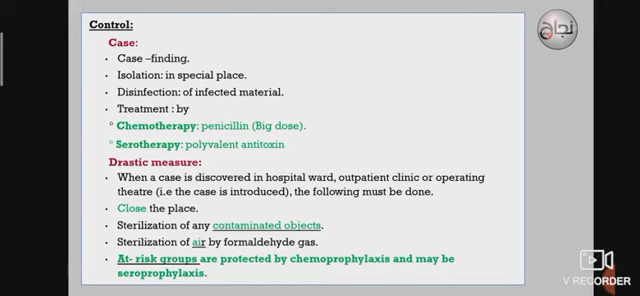 Control:
Case:
• Case –finding.
• Isolation: in special place.
• Disinfection: of infected material.
• Treatment : by
° Chemotherapy: penicillin (Big dose).
° Serotherapy: polyvalent antitoxin
Drastic measure:
• When a case is discovered in hospital ward, outpatient clinic or operating
theatre (i.e the case is introduced), the following must be done.
• Close the place.
• Sterilization of any contaminated objects.
• Sterilization of air by formaldehyde gas.
• At- risk groups are protected by chemoprophylaxis and may be
seroprophylaxis.
نجاح
V RECORDER